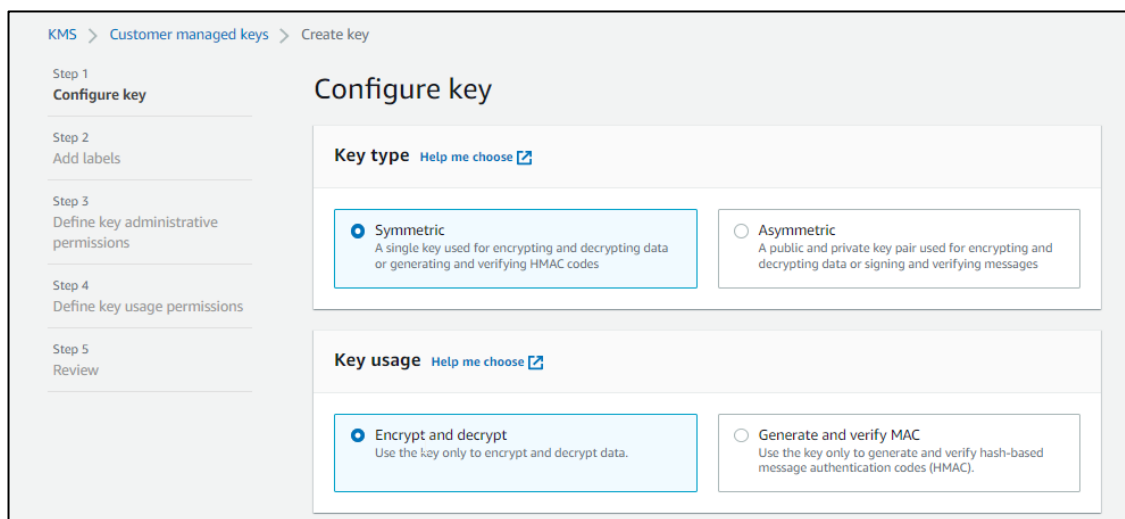 KMS > Customer managed keys > Create key
Step 1
Configure key
Step 2
Add labels
Step 3
Define key administrative
permissions
Step 4
Define key usage permissions
Step 5
Review
Configure key
Key type Help me choose
Symmetric
A single key used for encrypting and decrypting data
or generating and verifying HMAC codes
Asymmetric
A public and private key pair used for encrypting and
decrypting data or signing and verifying messages
Key usage Help me choose
Encrypt and decrypt
Use the key only to encrypt and decrypt data.
Generate and verify MAC
Use the key only to generate and verify hash-based
message authentication codes (HMAC).